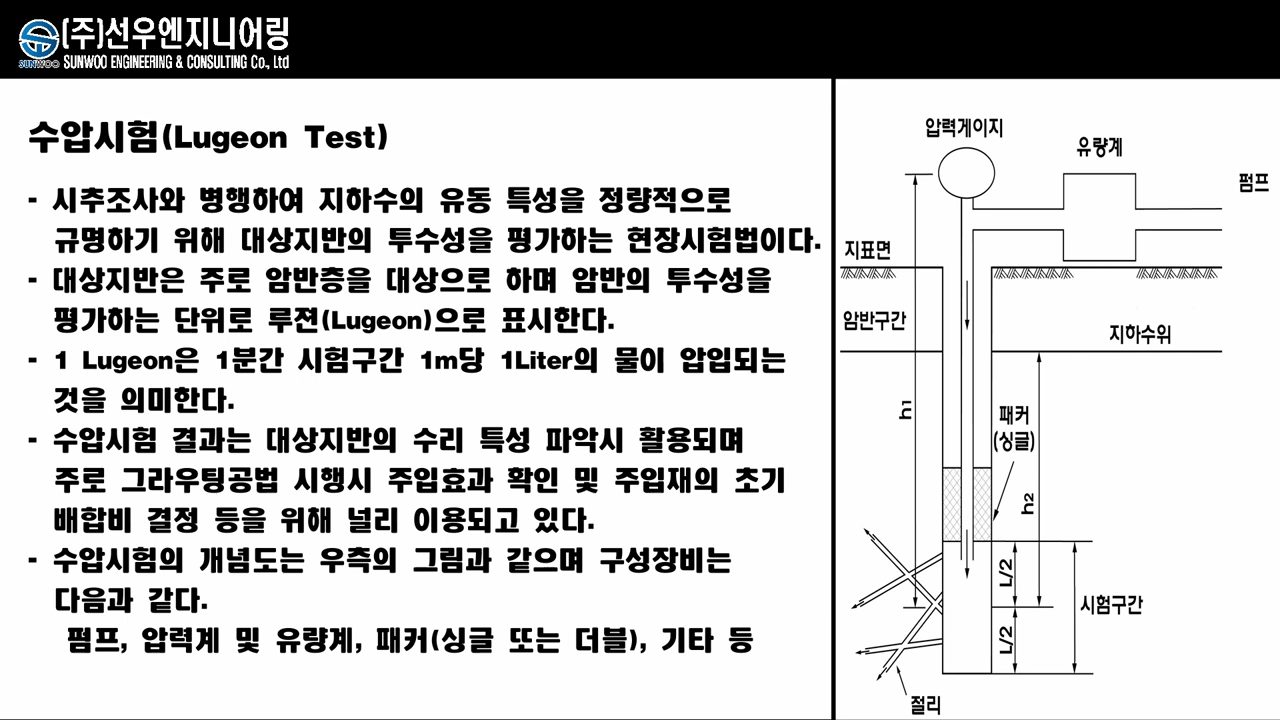 (주)선우엔지니어링
SUNWOO ENGINEERING & CONSULTING Co., Ltd
SUNWOO
수압시험(Lugeon Test)
- 시추조사와 병행하여 지하수의 유동 특성을 정량적으로
규명하기 위해 대상지반의 투수성을 평가하는 현장시험법이다.
- 대상지반은 주로 암반층을 대상으로 하며 암반의 투수성을
평가하는 단위로 루젼(Lugeon)으로 표시한다.
- 1 Lugeon은 1분간 시험구간 1m당 1Liter의 물이 압입되는
것을 의미한다.
- 수압시험 결과는 대상지반의 수리 특성 파악시 활용되며
주로 그라우팅공법 시행시 주입효과 확인 및 주입재의 초기
배합비 결정 등을 위해 널리 이용되고 있다.
- 수압시험의 개념도는 우측의 그림과 같으며 구성장비는
다음과 같다.
펌프, 압력계 및 유량계, 패커(싱글 또는 더블), 기타 등
압력게이지
유량계
펌프
지표면
암반구간
지하수위
h1
패커
(싱글)
h2
L/2
시험구간
L/2
절리